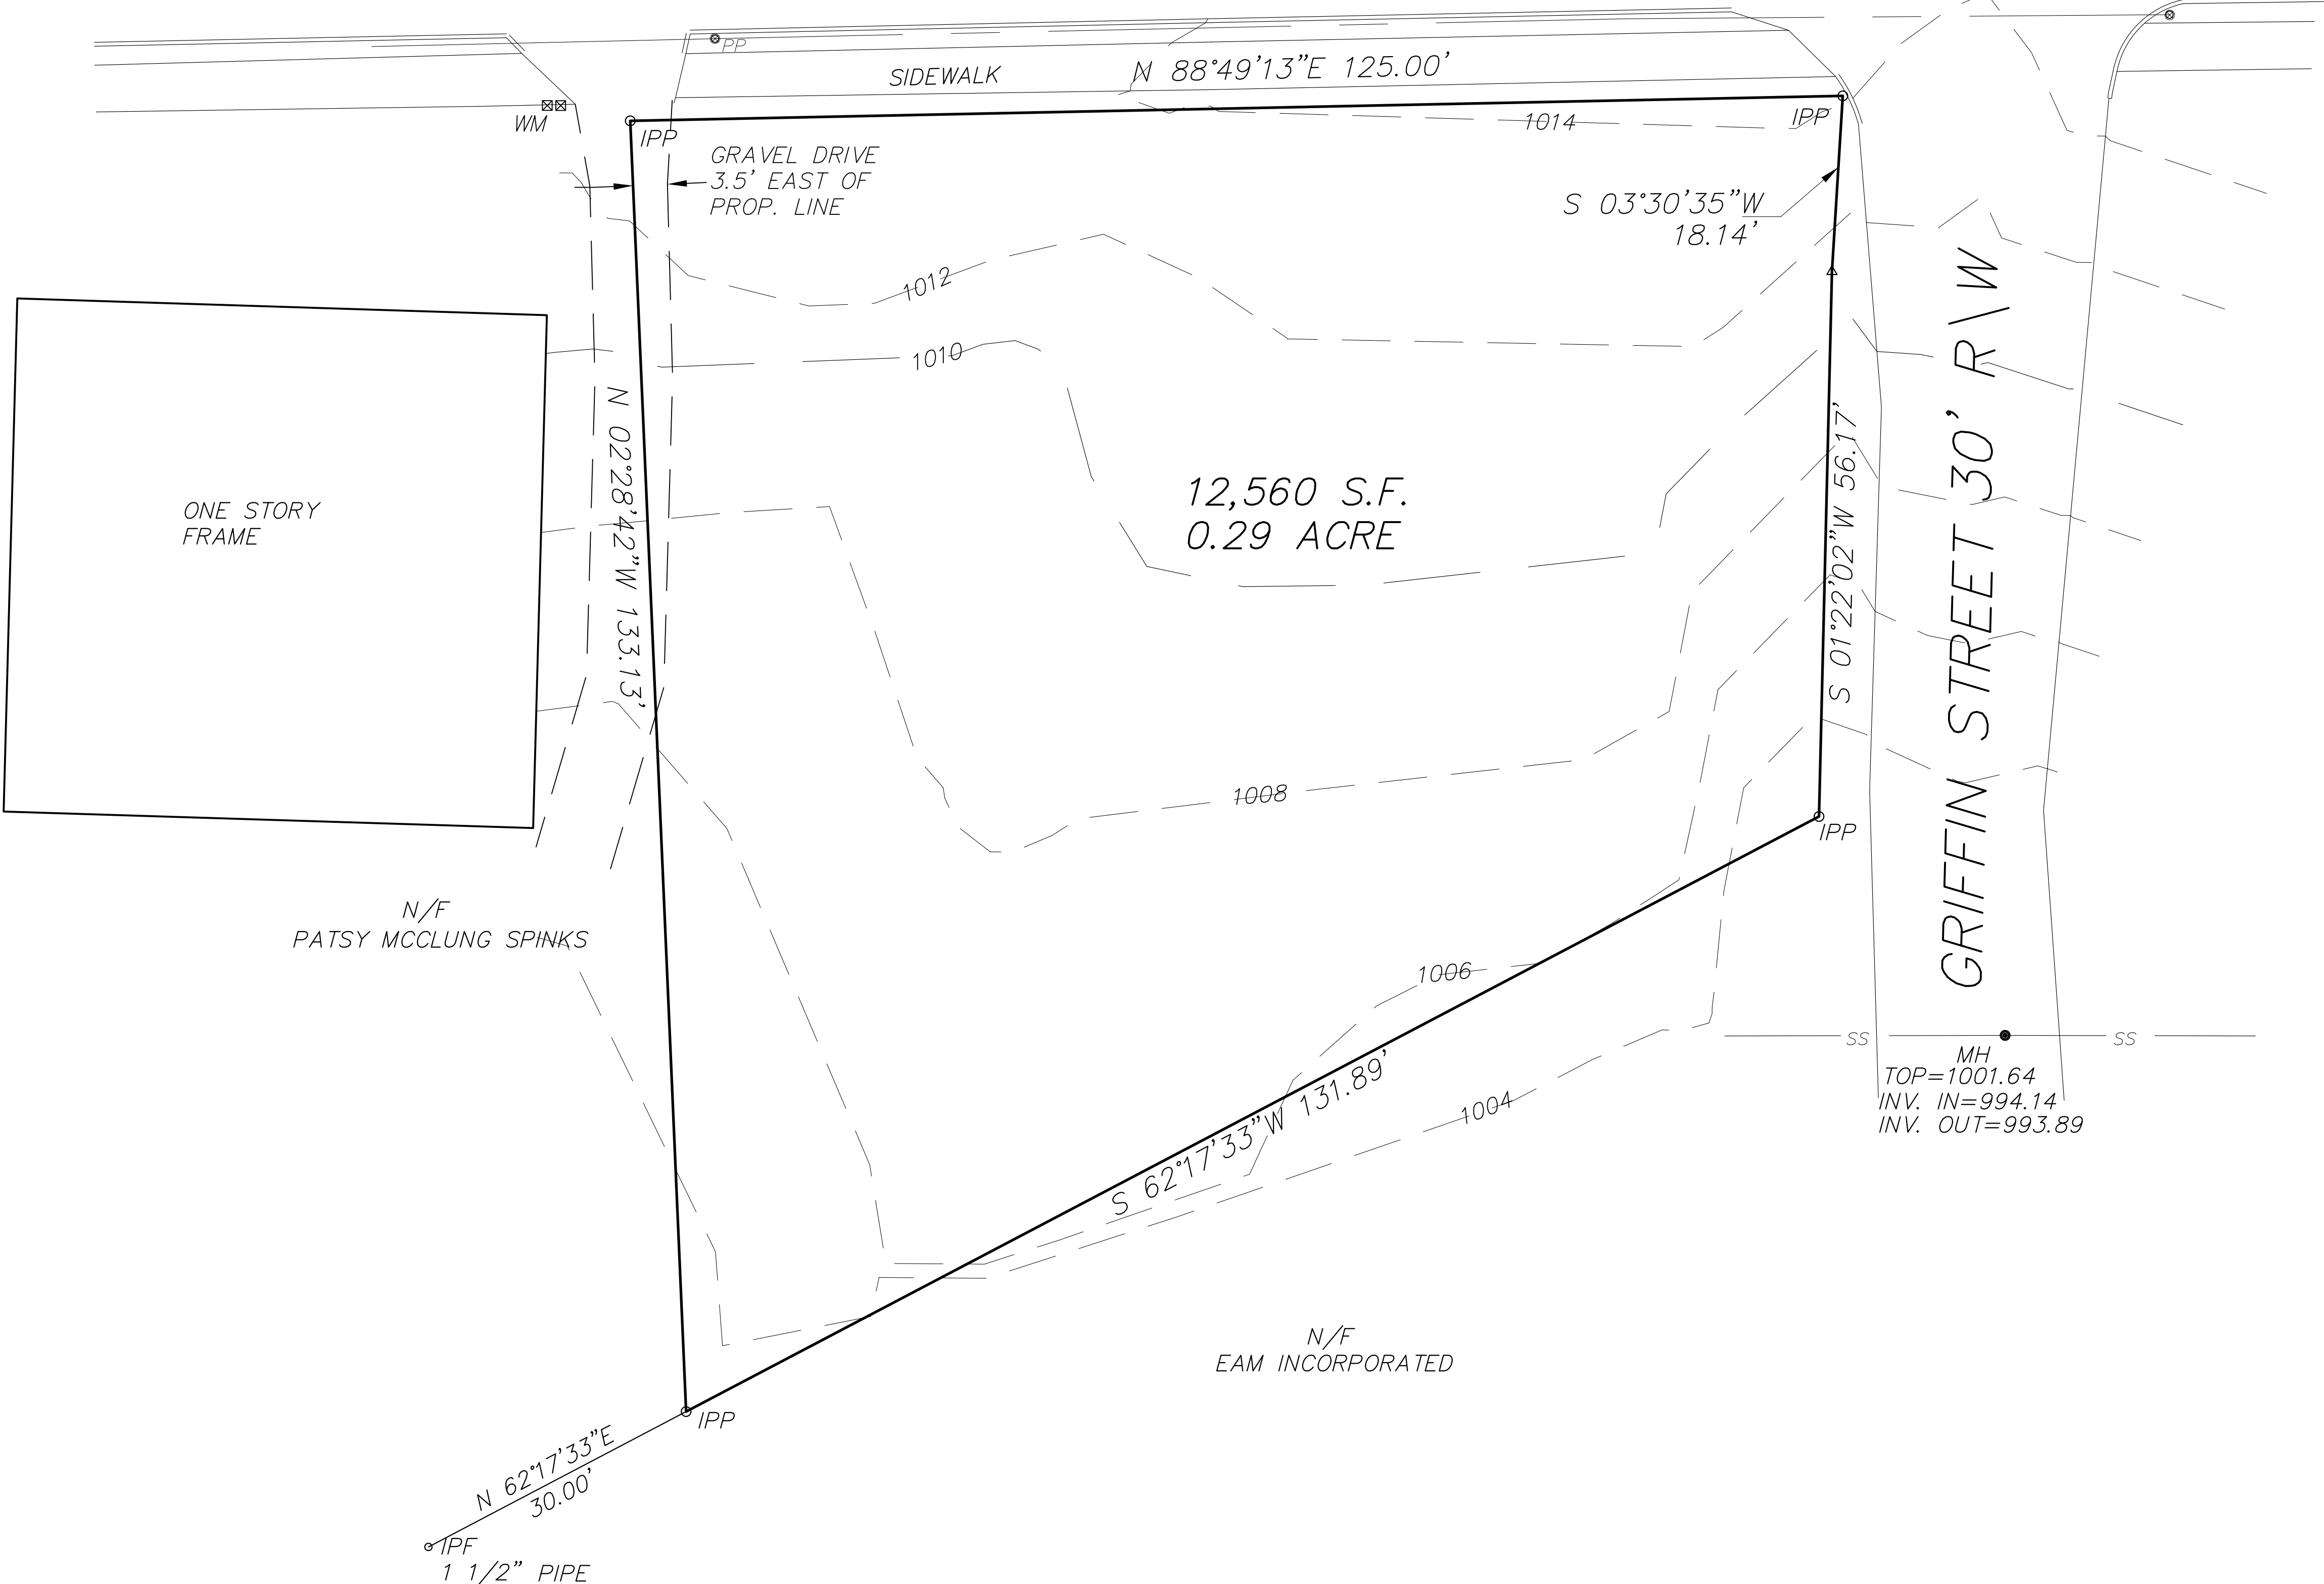 PP
SIDEWALK
N 88°49'13"E 125.00'
WM
IPP
IPP
1014
GRAVEL DRIVE
3.5' EAST OF
PROP. LINE
S 03°30'35"W
18.14'
1012
1010
N 02°28'42"W 133.13'
ONE STORY
FRAME
12,560 S.F.
0.29 ACRE
S 01°22'02"W 56.17'
GRIFFIN STREET 30' R\W
1008
IPP
N/F
PATSY MCCLUNG SPINKS
1006
SS
SS
MH
TOP=1001.64
INV. IN=994.14
INV. OUT=993.89
1004
S 62°17'33"W 131.89'
N/F
EAM INCORPORATED
IPP
N 62°17'33"E
30.00'
IPF
1 1/2" PIPE